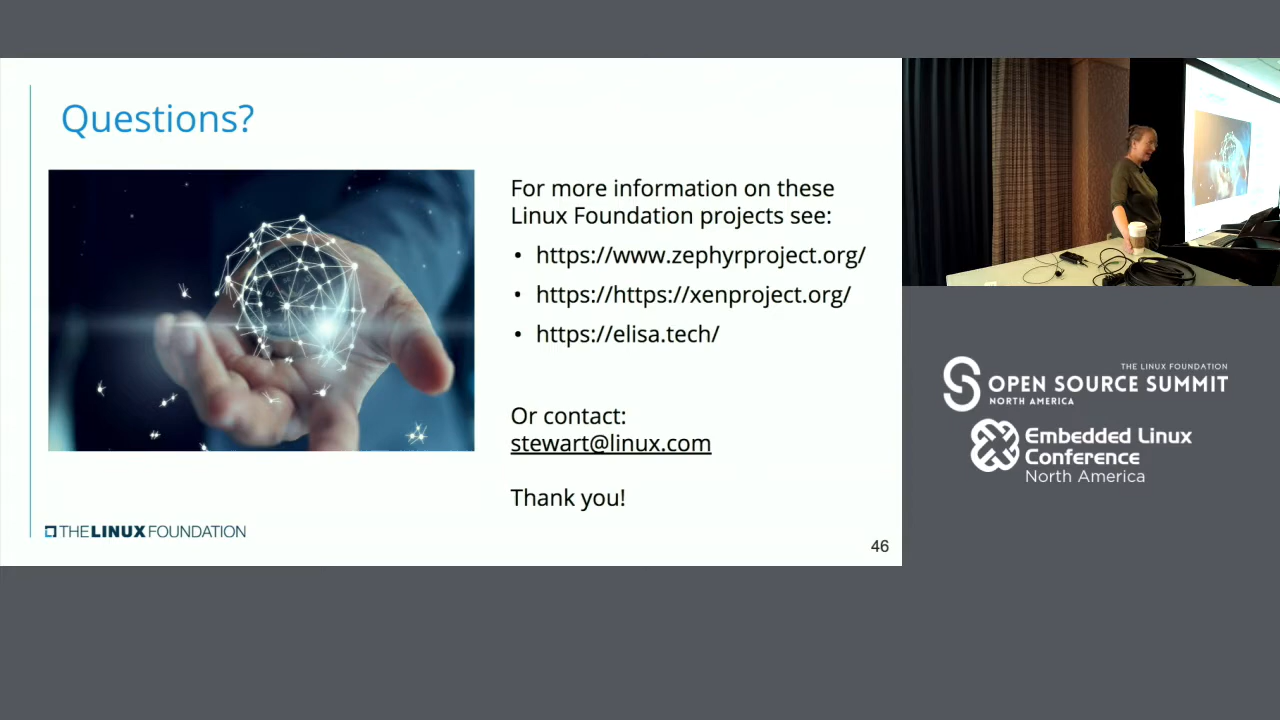 Questions?
For more information on these
Linux Foundation projects see:
• https://www.zephyrproject.org/
• https://https://xenproject.org/
• https://elisa.tech/
Or contact:
stewart@linux.com
Thank you!
THE LINUX FOUNDATION
46
THE LINUX FOUNDATION
OPEN SOURCE SUMMIT
NORTH AMERICA
Embedded Linux
Conference
North America